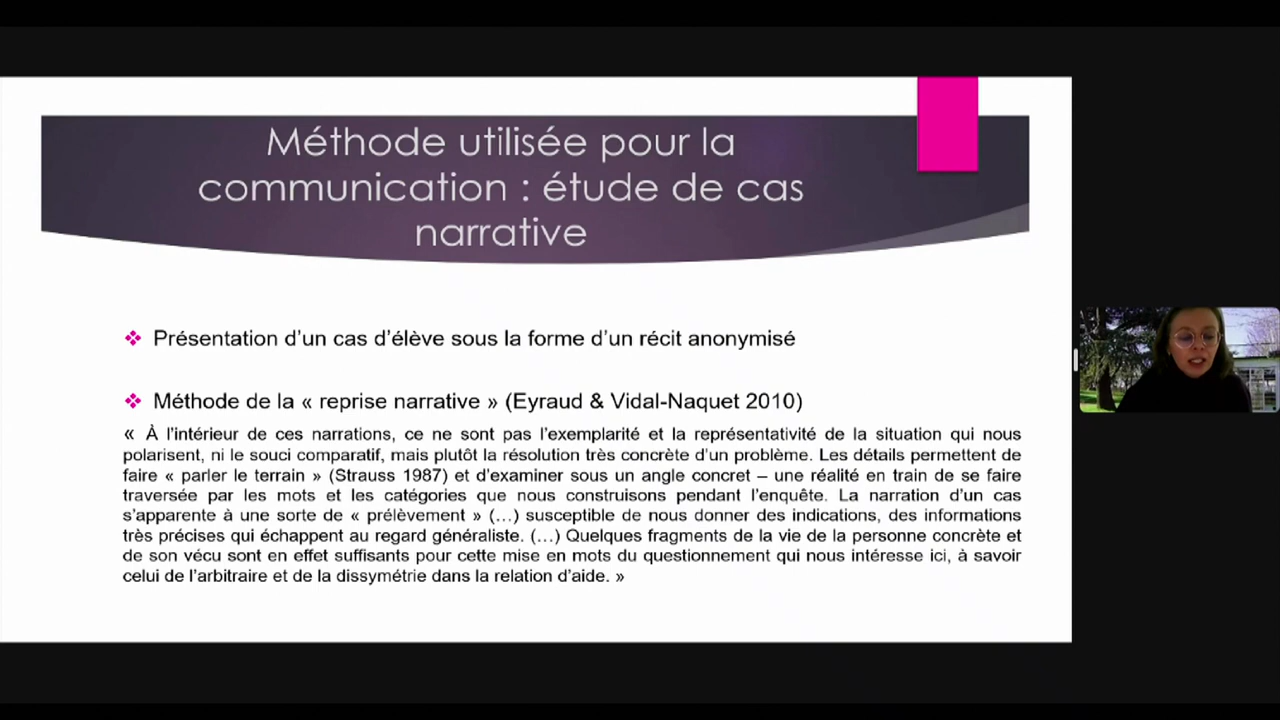 Méthode utilisée pour la
communication : étude de cas
narrative
❖ Présentation d’un cas d’élève sous la forme d’un récit anonymisé
❖ Méthode de la « reprise narrative » (Eyraud & Vidal-Naquet 2010)
« À l’intérieur de ces narrations, ce ne sont pas l’exemplarité et la représentativité de la situation qui nous
polarisent, ni le souci comparatif, mais plutôt la résolution très concrète d’un problème. Les détails permettent de
faire « parler le terrain » (Strauss 1987) et d’examiner sous un angle concret – une réalité en train de se faire
traversée par les mots et les catégories que nous construisons pendant l’enquête. La narration d’un cas
s’apparente à une sorte de « prélèvement » (…) susceptible de nous donner des indications, des informations
très précises qui échappent au regard généraliste. (…) Quelques fragments de la vie de la personne concrète et
de son vécu sont en effet suffisants pour cette mise en mots du questionnement qui nous intéresse ici, à savoir
celui de l’arbitraire et de la dissymétrie dans la relation d’aide. »